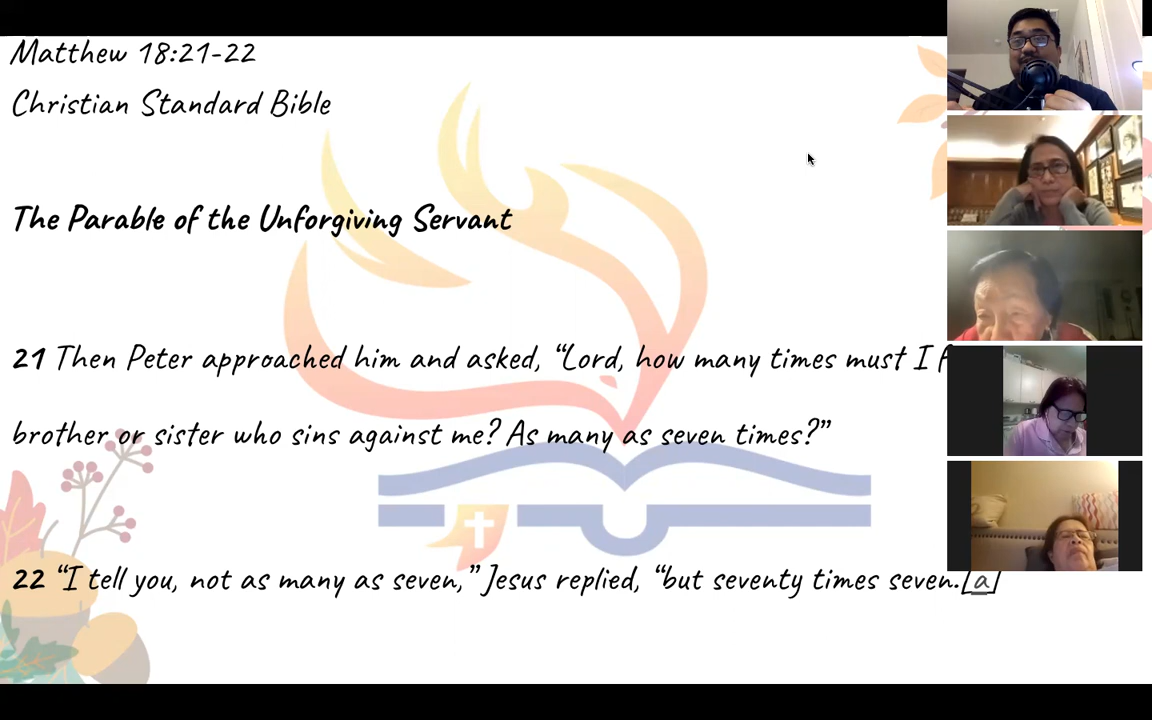 Matthew 18:21-22
Christian Standard Bible
The Parable of the Unforgiving Servant
21 Then Peter approached him and asked, “Lord, how many times must I
brother or sister who sins against me? As many as seven times?”
22 “I tell you, not as many as seven,” Jesus replied, “but seventy times seven.[a]